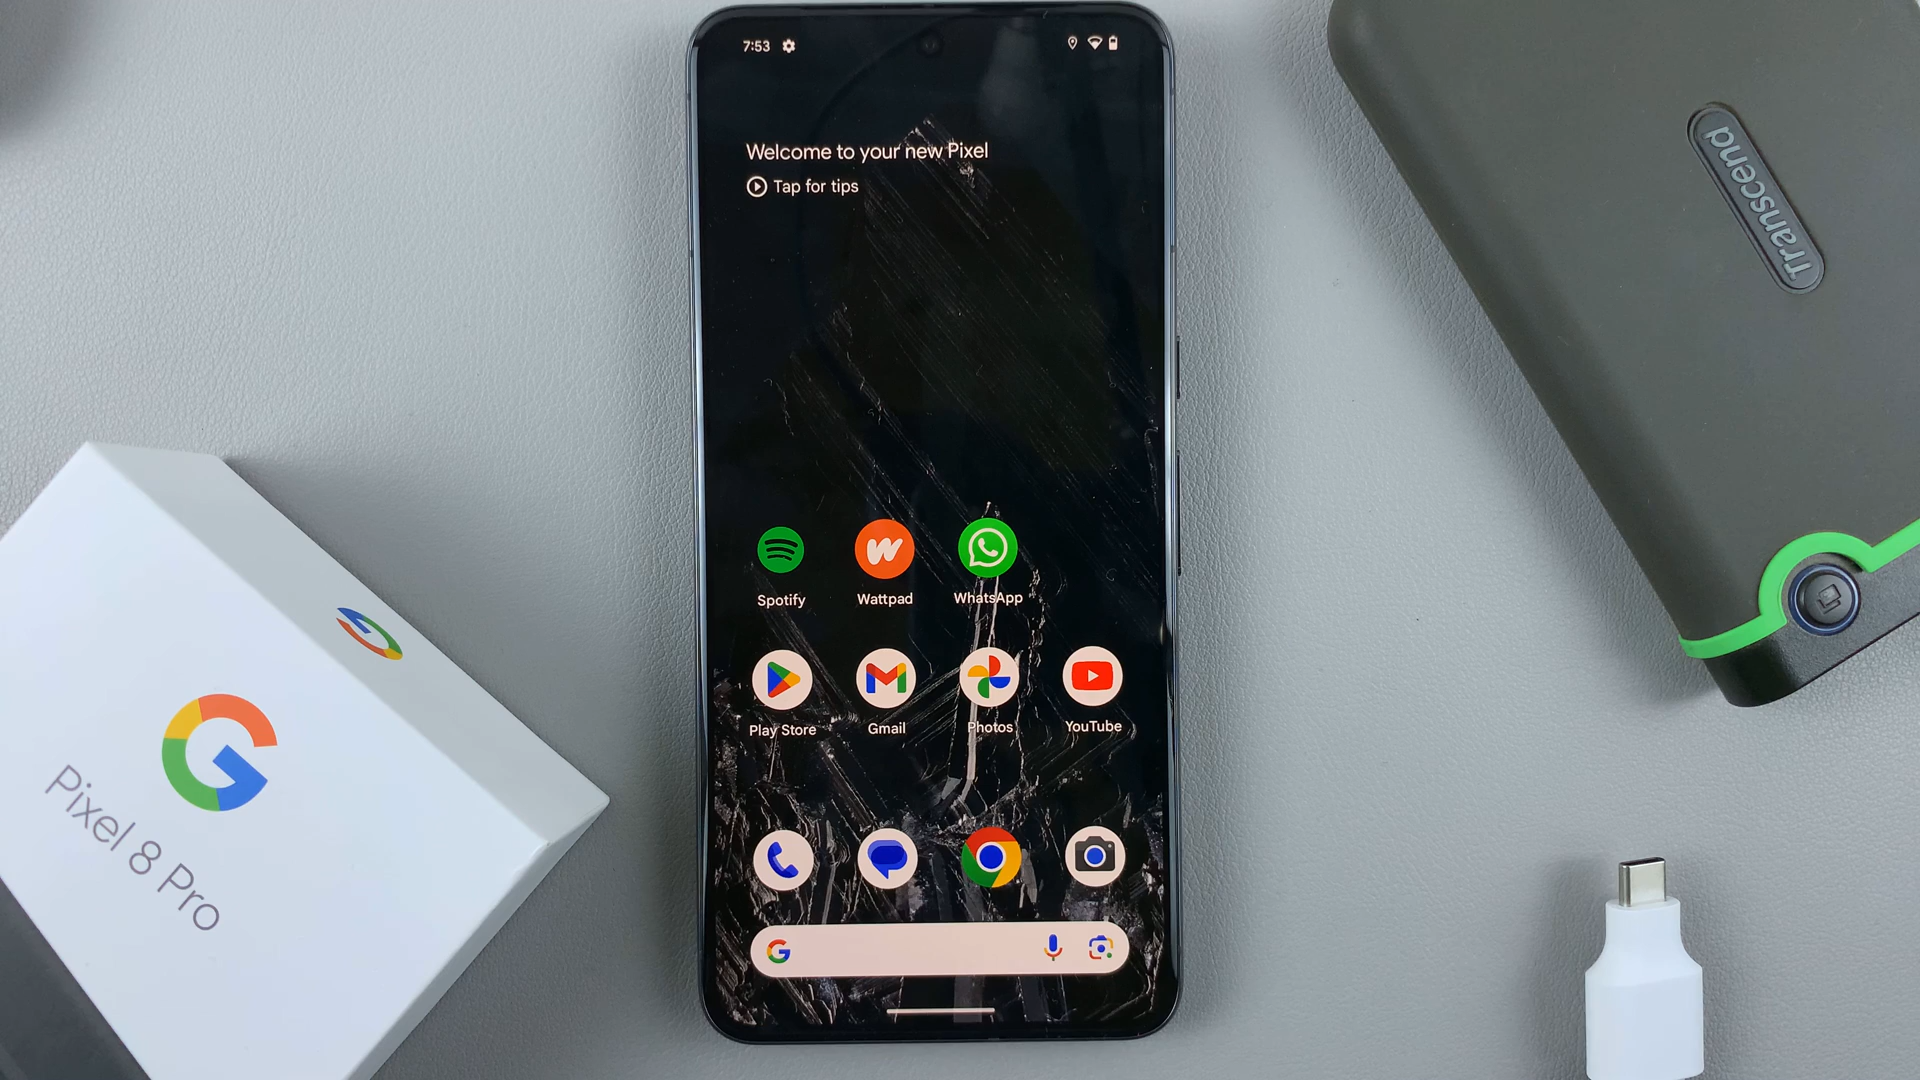 7:53
Welcome to your new Pixel
Tap for tips
Spotify
Wattpad
WhatsApp
Play Store
Gmail
Photos
YouTube
G
Pixel 8 Pro
Transcend